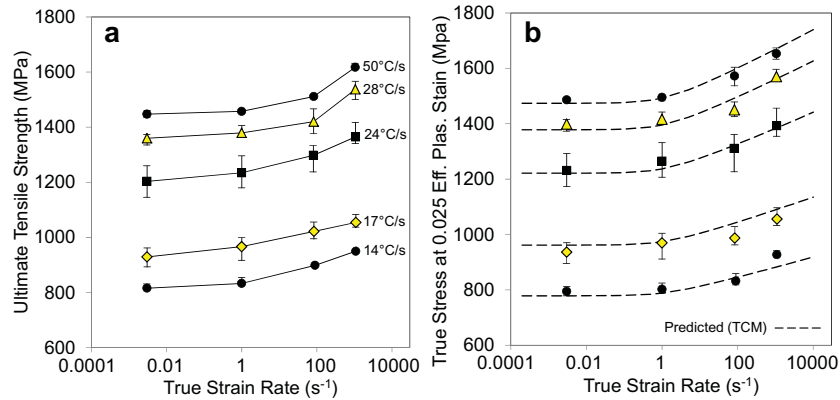 a
Ultimate Tensile Strength (MPa)
1800
1600
1400
1200
1000
800
600
50°C/s
28°C/s
24°C/s
17°C/s
14°C/s
0.0001
0.01
1
100
10000
True Strain Rate (s-1)
b
True Stress at 0.025 Eff. Plas. Stain (Mpa)
1800
1600
1400
1200
1000
800
600
Predicted (TCM)
0.0001
0.01
1
100
10000
True Strain Rate (s-1)